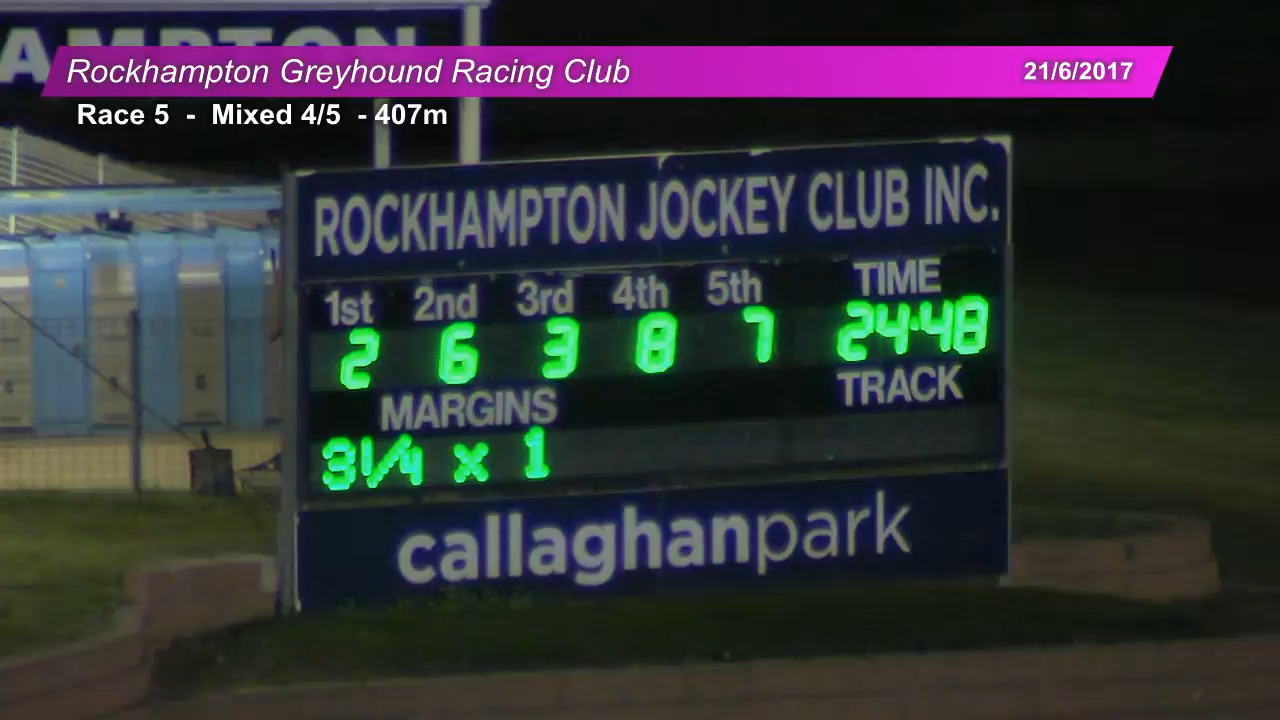 AMPTON
Rockhampton Greyhound Racing Club 21/6/2017
Race 5 - Mixed 4/5 - 407m
ROCKHAMPTON JOCKEY CLUB INC.
1st 2nd 3rd 4th 5th TIME
2 6 3 8 7 24.48
MARGINS TRACK
3 1/4 x 1
callaghanpark